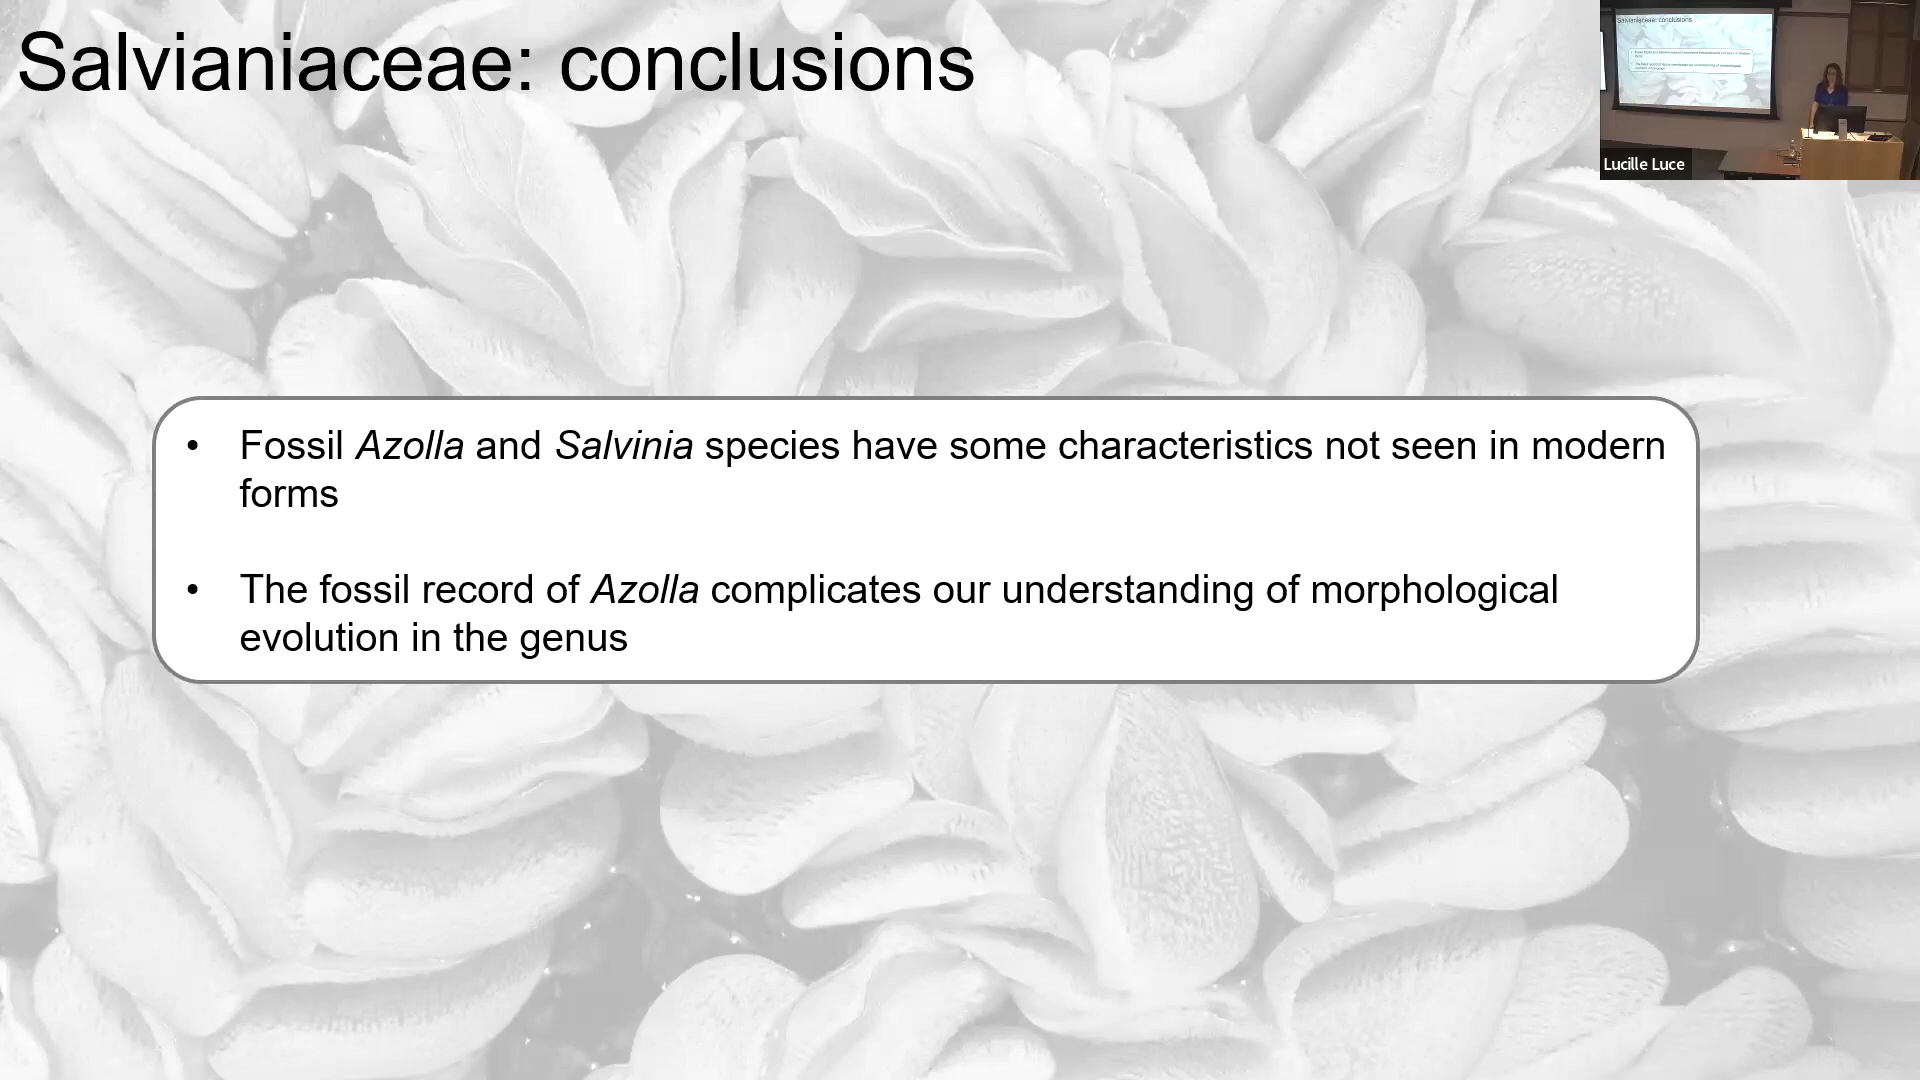 Salvianiaceae: conclusions
Lucille Luce
• Fossil Azolla and Salvinia species have some characteristics not seen in modern
forms
• The fossil record of Azolla complicates our understanding of morphological
evolution in the genus